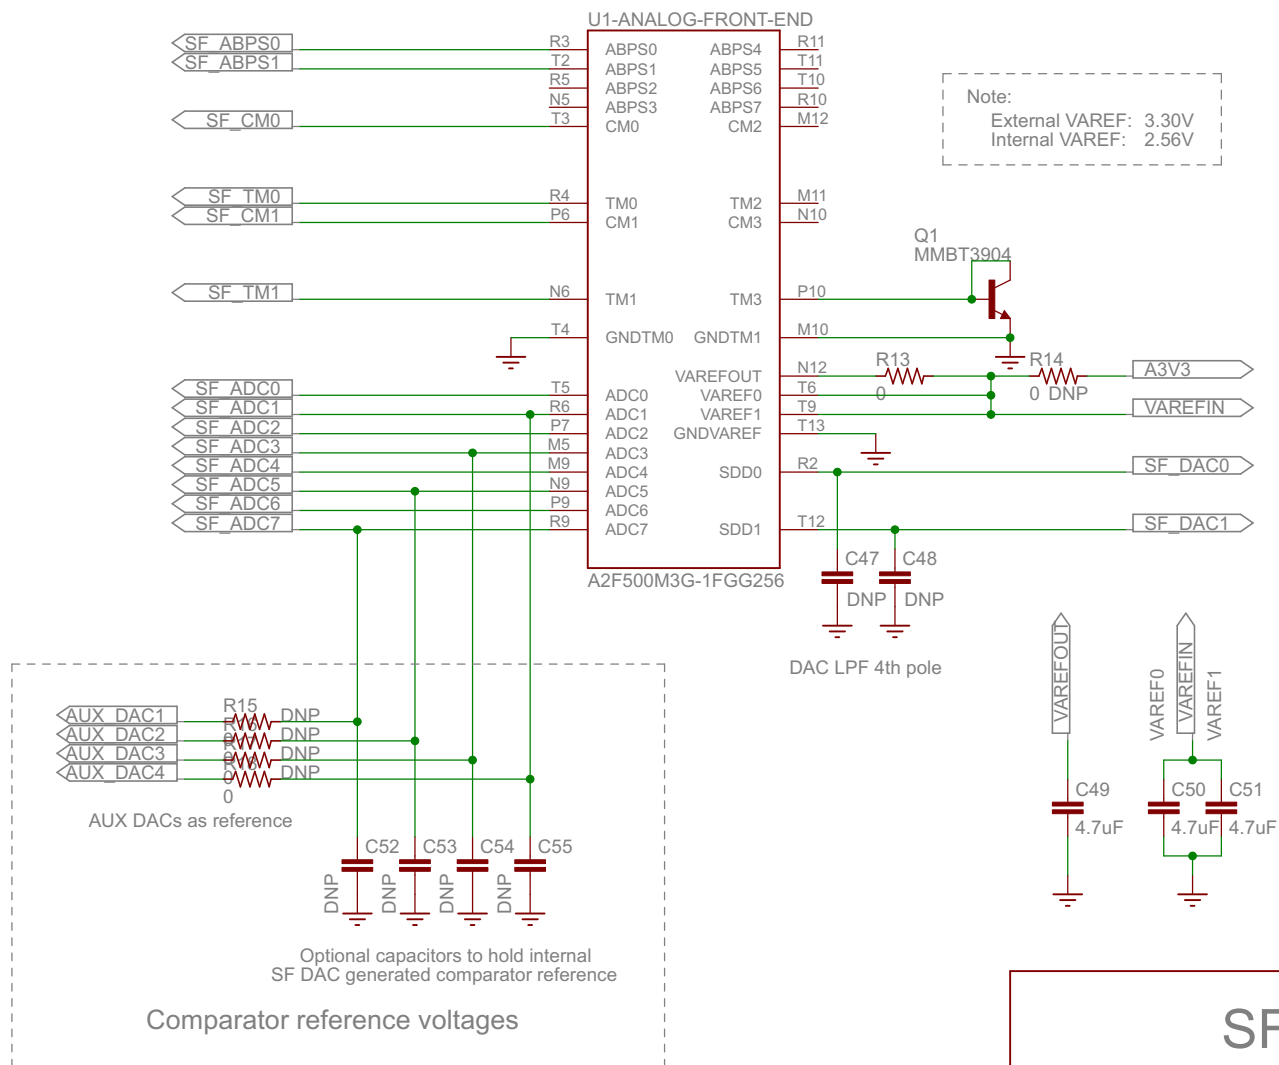 U1-ANALOG-FRONT-END
SF_ABPS0 R3 ABPS0 ABPS4 R11
SF_ABPS1 T2 ABPS1 ABPS5 T11
R5 ABPS2 ABPS6 T10
N5 ABPS3 ABPS7 R10
SF_CM0 T3 CM0 CM2 M12
Note:
External VAREF: 3.30V
Internal VAREF: 2.56V
SF_TM0 R4 TM0 TM2 M11
SF_CM1 P6 CM1 CM3 N10
Q1
MMBT3904
SF_TM1 N6 TM1 TM3 P10
T4 GNDTM0 GNDTM1 M10
VAREFOUT N12 R13 R14 A3V3
0 0 DNP
SF_ADC0 T5 ADC0 VAREF0 T6
SF_ADC1 R6 ADC1 VAREF1 T9 VAREFIN
SF_ADC2 P7 ADC2 GNDVAREF T13
SF_ADC3 M5 ADC3
SF_ADC4 M9 ADC4 SDD0 R2 SF_DAC0
SF_ADC5 N9 ADC5
SF_ADC6 P9 ADC6
SF_ADC7 R9 ADC7 SDD1 T12 SF_DAC1
A2F500M3G-1FGG256
C47 C48
DNP DNP
DAC LPF 4th pole
VAREFOUT
VAREF0
VAREFIN
VAREF1
C49 C50 C51
4.7uF 4.7uF 4.7uF
R15
AUX_DAC1 DNP
AUX_DAC2 DNP
AUX_DAC3 DNP
AUX_DAC4 DNP
0
AUX DACs as reference
C52 C53 C54 C55
DNP DNP DNP DNP
Optional capacitors to hold internal
SF DAC generated comparator reference
Comparator reference voltages
SF